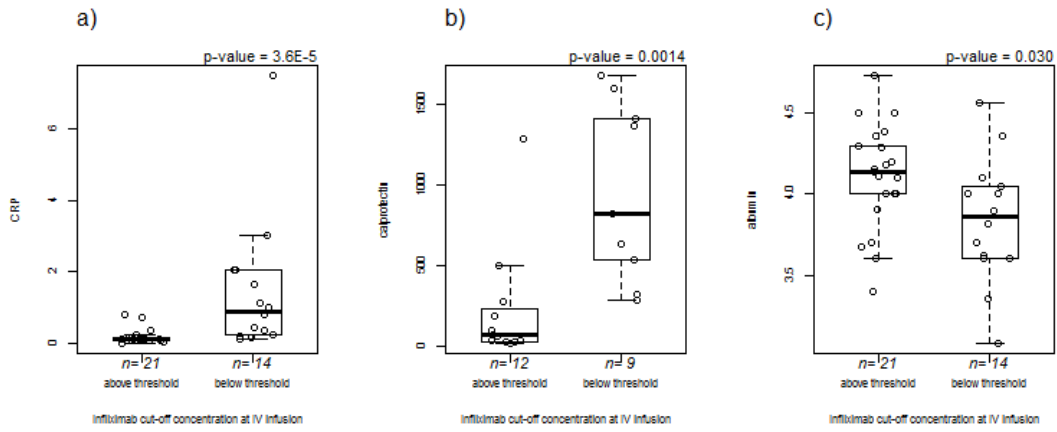 a)
p-value = 3.6E-5
CRP
0
2
4
6
n= 21
n= 14
above threshold
below threshold
Infliximab cut-off concentration at IV Infusion
b)
p-value = 0.0014
calprotectin
0
500
1000
1500
n= 12
n= 9
above threshold
below threshold
Infliximab cut-off concentration at IV Infusion
c)
p-value = 0.030
albumin
3.5
4.0
4.5
n= 21
n= 14
above threshold
below threshold
Infliximab cut-off concentration at IV Infusion